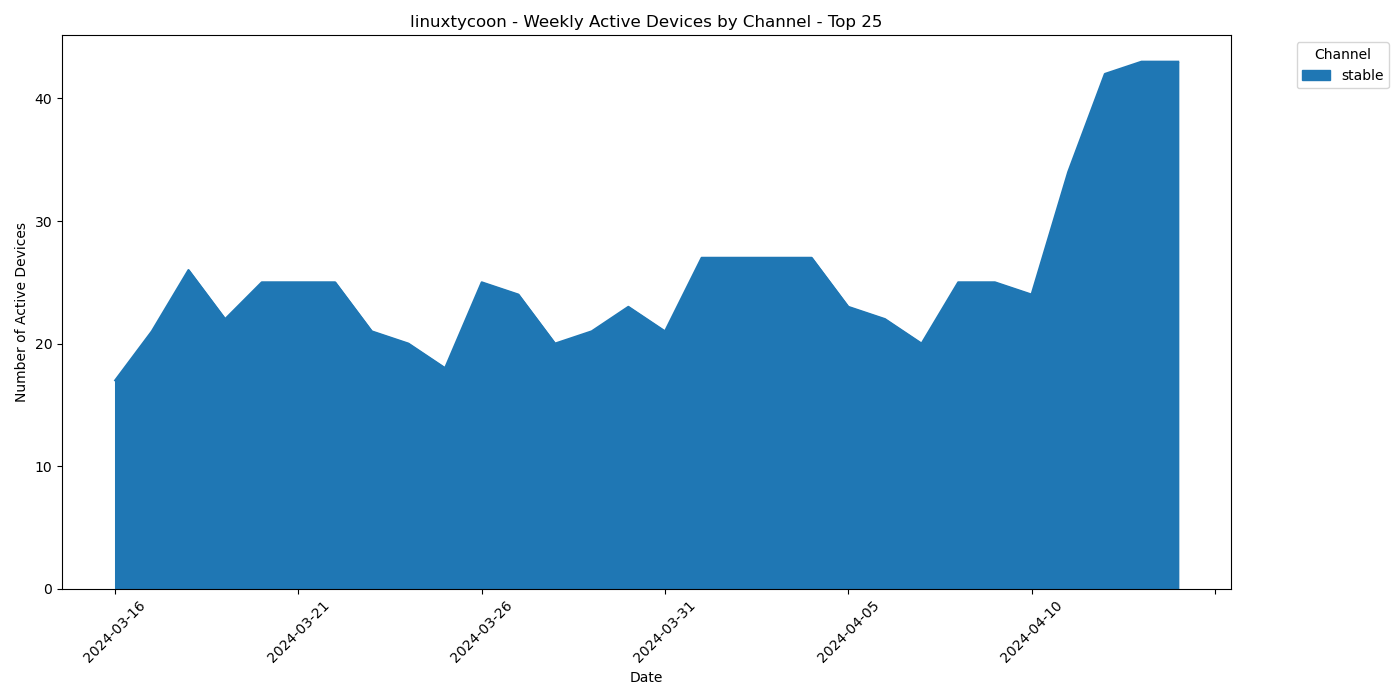 linuxtycoon - Weekly Active Devices by Channel - Top 25
Channel
stable
Number of Active Devices
40
30
20
10
0
2024-03-16
2024-03-21
2024-03-26
2024-03-31
2024-04-05
2024-04-10
Date